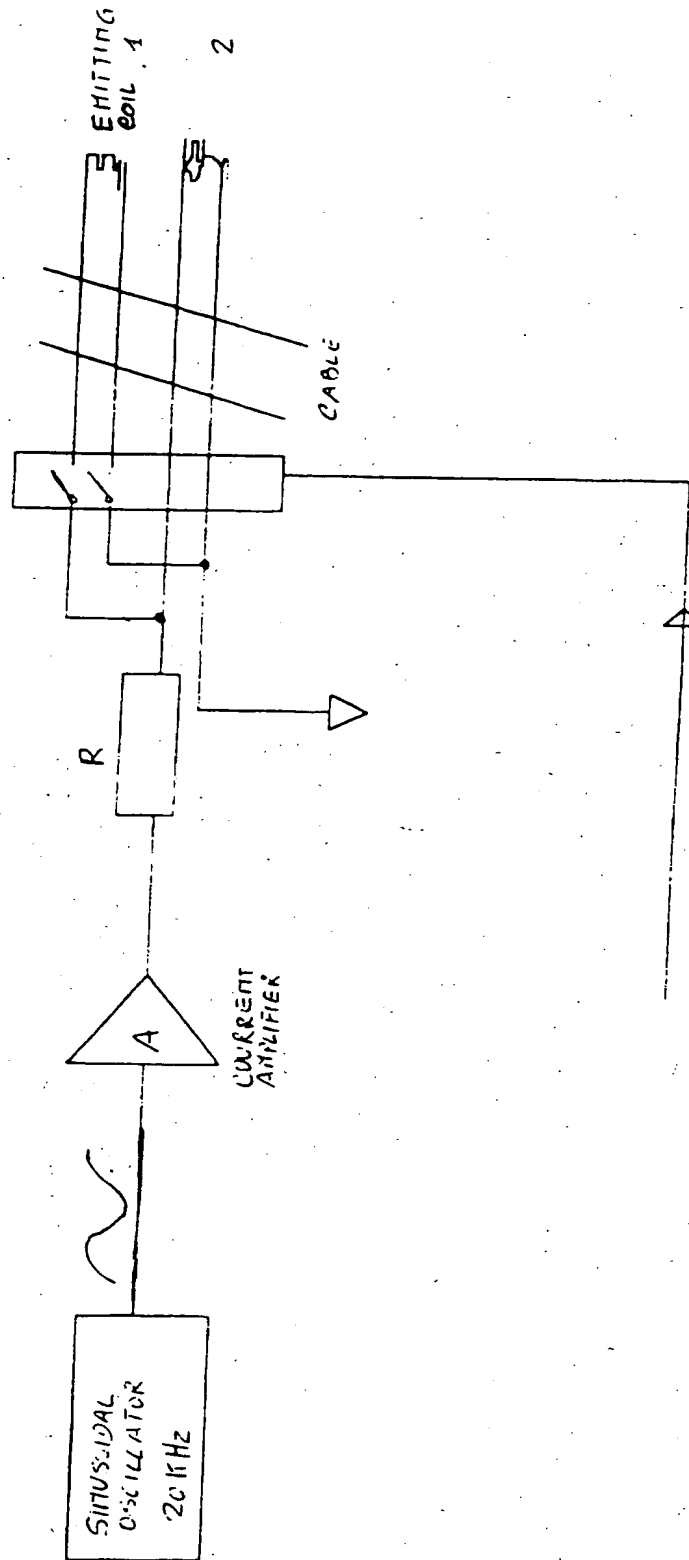 SINUSOIDAL
OSCILLATOR
20 KHz
A
CURRENT
AMPLIFIER
R
CABLE
EMITTING
COIL . 1
2